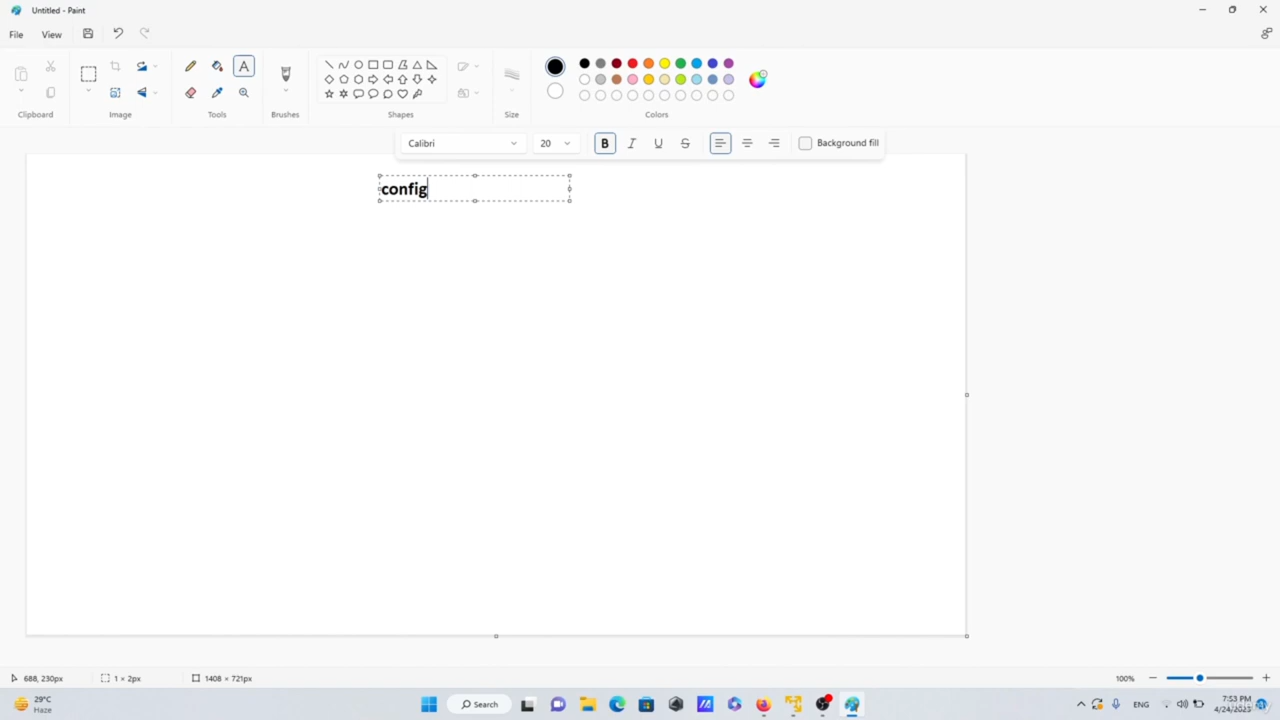 Untitled - Paint
File View
Clipboard Image Tools Brushes Shapes Size Colors
Calibri 20 B I U S Background fill
config
688, 230px 1 × 2px 1408 × 721px 100%
29°C
Haze
Search
ENG
7:53 PM
4/24/2023